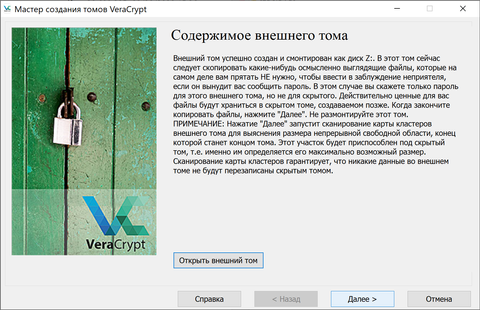 Мастер создания томов VeraCrypt
Содержимое внешнего тома
Внешний том успешно создан и смонтирован как диск Z:. В этот том сейчас
следует скопировать какие-нибудь осмысленно выглядящие файлы, которые на
самом деле вам прятать НЕ нужно, чтобы ввести в заблуждение неприятеля,
если он вынудит вас сообщить пароль. В этом случае вы скажете только пароль
для этого внешнего тома, но не для скрытого. Действительно ценные для вас
файлы будут храниться в скрытом томе, создаваемом позже. Когда закончите
копировать файлы, нажмите "Далее". Не размонтируйте этот том.
ПРИМЕЧАНИЕ: Нажатие "Далее" запустит сканирование карты кластеров
внешнего тома для выяснения размера непрерывной свободной области, конец
которой станет концом тома. Этот участок будет приспособлен под скрытый
том, т.е. именно им определяется его максимально возможный размер.
Сканирование карты кластеров гарантирует, что никакие данные во внешнем
томе не будут перезаписаны скрытым томом.
VeraCrypt
Открыть внешний том
Справка
< Назад
Далее >
Отмена